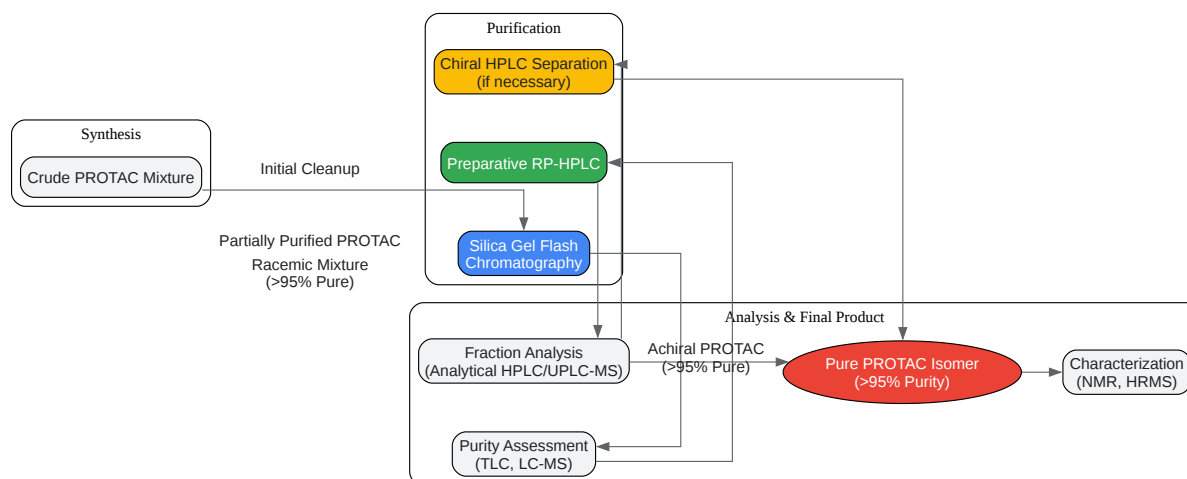 Purification
Chiral HPLC Separation
(if necessary)
Synthesis
Crude PROTAC Mixture
Initial Cleanup
Preparative RP-HPLC
Partially Purified PROTAC
Racemic Mixture
(>95% Pure)
Silica Gel Flash
Chromatography
Analysis & Final Product
Fraction Analysis
(Analytical HPLC/UPLC-MS)
Achiral PROTAC
(>95% Pure)
Pure PROTAC Isomer
(>95% Purity)
Characterization
(NMR, HRMS)
Purity Assessment
(TLC, LC-MS)